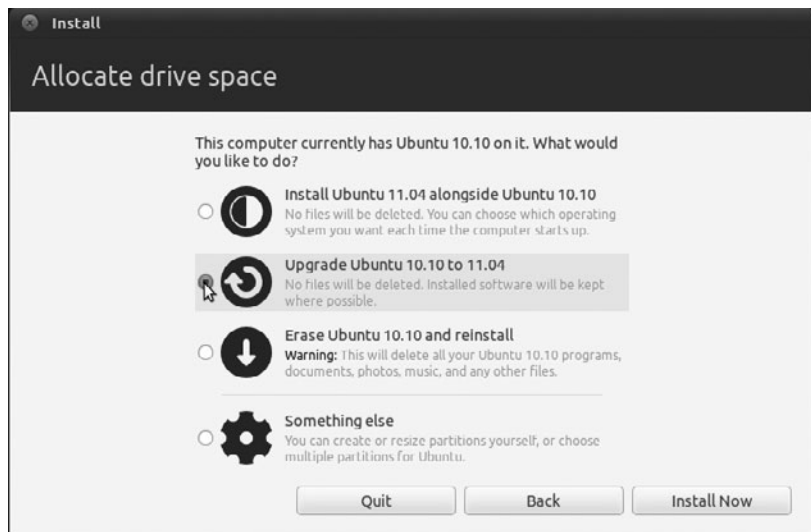 Install
Allocate drive space
This computer currently has Ubuntu 10.10 on it. What would
you like to do?
Install Ubuntu 11.04 alongside Ubuntu 10.10
No files will be deleted. You can choose which operating
system you want each time the computer starts up.
Upgrade Ubuntu 10.10 to 11.04
No files will be deleted. Installed software will be kept
where possible.
Erase Ubuntu 10.10 and reinstall
Warning: This will delete all your Ubuntu 10.10 programs,
documents, photos, music, and any other files.
Something else
You can create or resize partitions yourself, or choose
multiple partitions for Ubuntu.
Quit Back Install Now